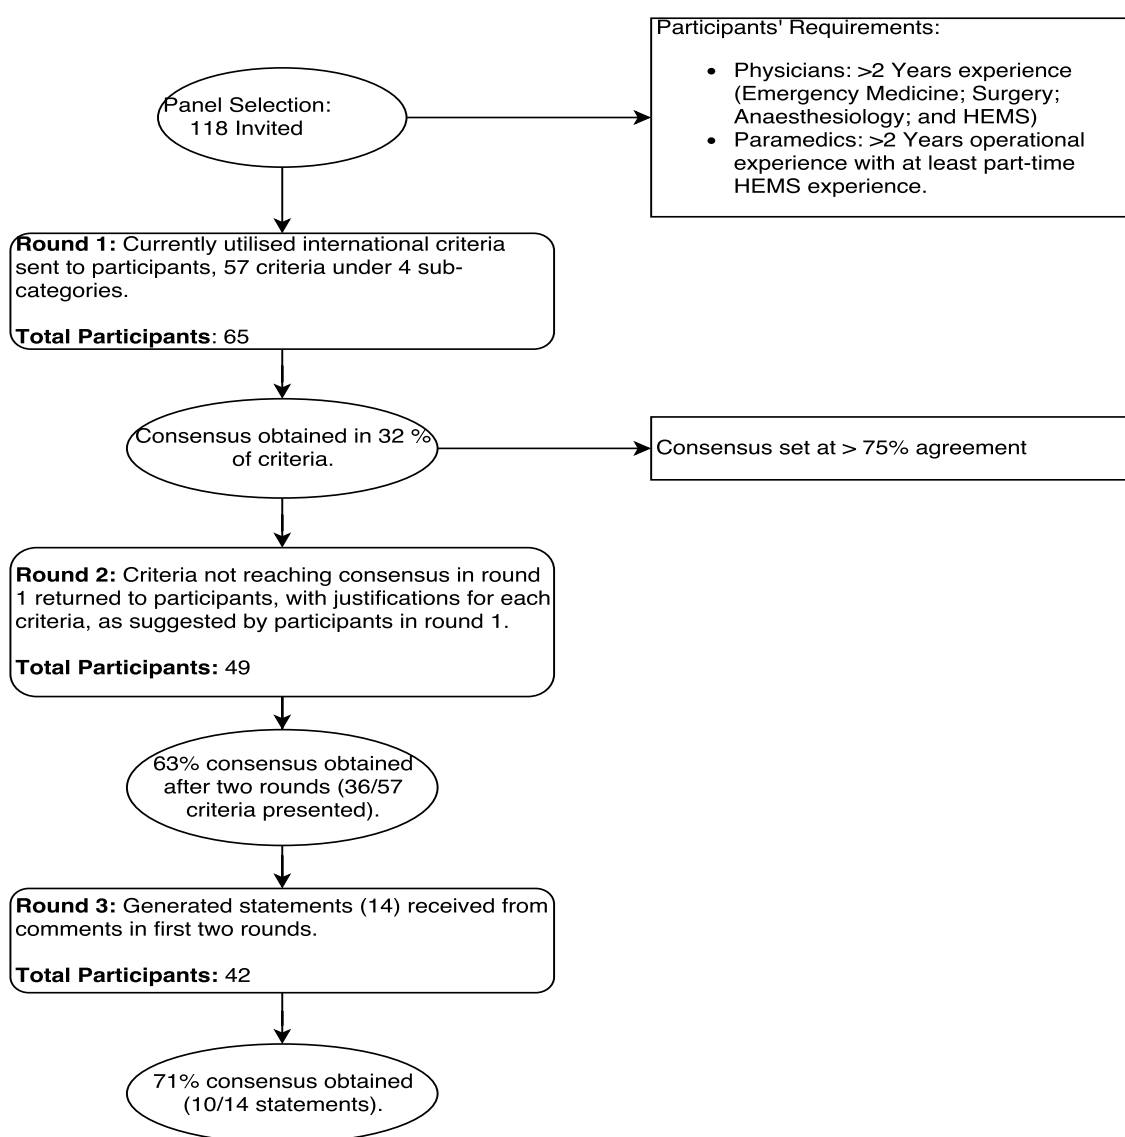 Participants' Requirements:
• Physicians: >2 Years experience
(Emergency Medicine; Surgery;
Anaesthesiology; and HEMS)
• Paramedics: >2 Years operational
experience with at least part-time
HEMS experience.
Panel Selection:
118 Invited
Round 1: Currently utilised international criteria
sent to participants, 57 criteria under 4 sub-
categories.
Total Participants: 65
Consensus obtained in 32 %
of criteria.
Consensus set at > 75% agreement
Round 2: Criteria not reaching consensus in round
1 returned to participants, with justifications for each
criteria, as suggested by participants in round 1.
Total Participants: 49
63% consensus obtained
after two rounds (36/57
criteria presented).
Round 3: Generated statements (14) received from
comments in first two rounds.
Total Participants: 42
71% consensus obtained
(10/14 statements).